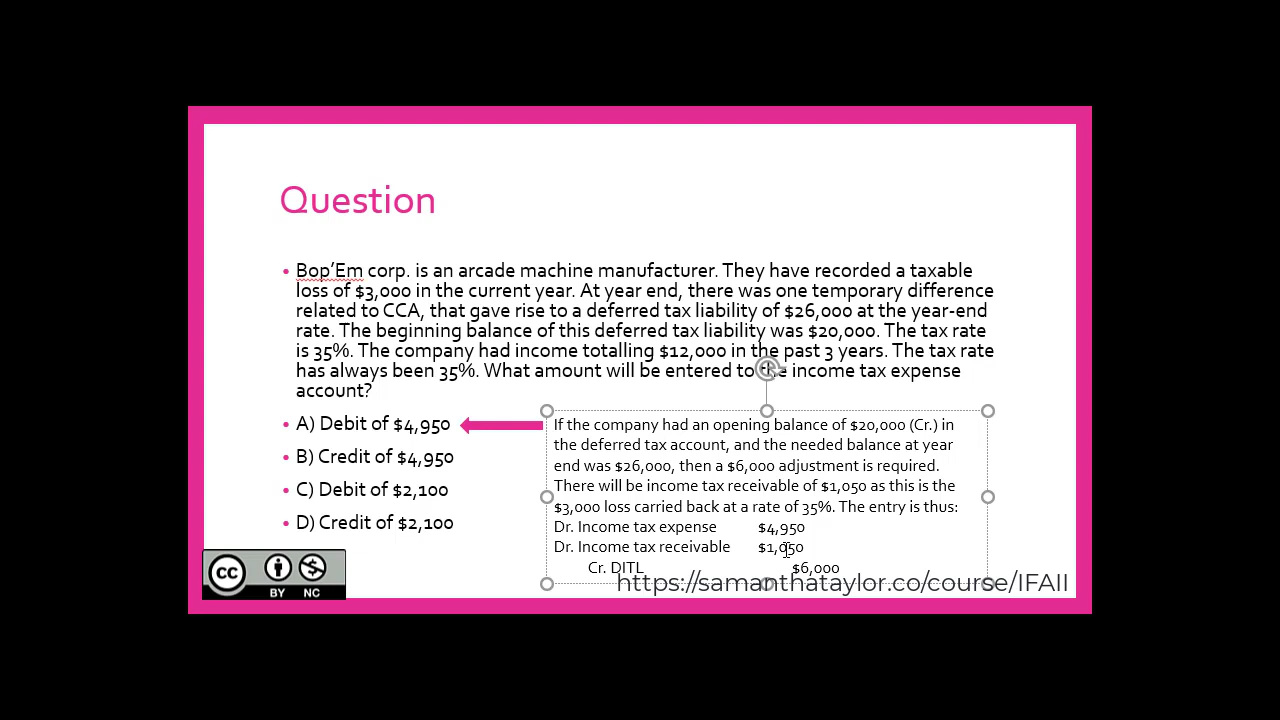 Question
• Bop'Em corp. is an arcade machine manufacturer. They have recorded a taxable
loss of $3,000 in the current year. At year end, there was one temporary difference
related to CCA, that gave rise to a deferred tax liability of $26,000 at the year-end
rate. The beginning balance of this deferred tax liability was $20,000. The tax rate
is 35%. The company had income totalling $12,000 in the past 3 years. The tax rate
has always been 35%. What amount will be entered to the income tax expense
account?
• A) Debit of $4,950
• B) Credit of $4,950
• C) Debit of $2,100
• D) Credit of $2,100
If the company had an opening balance of $20,000 (Cr.) in
the deferred tax account, and the needed balance at year
end was $26,000, then a $6,000 adjustment is required.
There will be income tax receivable of $1,050 as this is the
$3,000 loss carried back at a rate of 35%. The entry is thus:
Dr. Income tax expense $4,950
Dr. Income tax receivable $1,050
Cr. DITL $6,000
cc BY NC
https://samanthataylor.co/course/IFAII